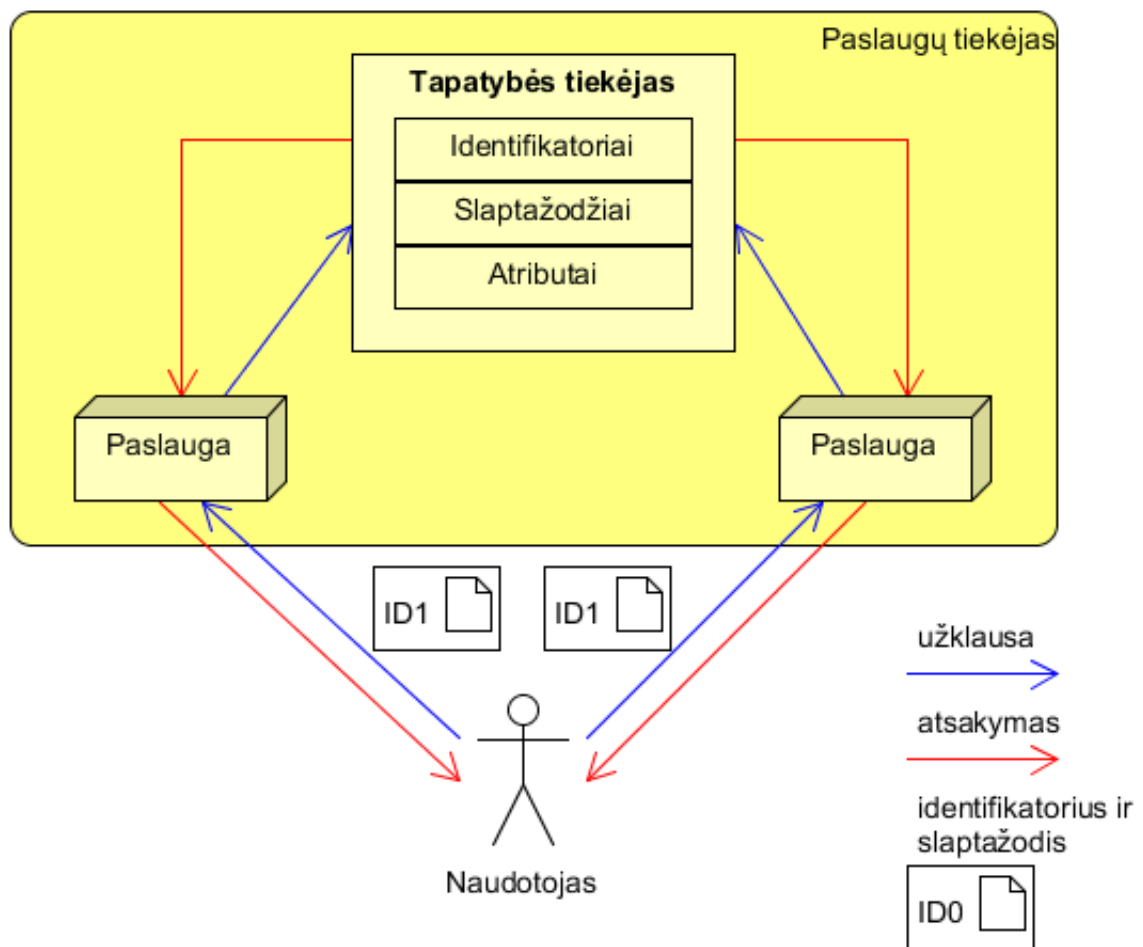 Paslaugų tiekėjas
Tapatybės tiekėjas
Identifikatoriai
Slaptažodžiai
Atributai
Paslauga
Paslauga
ID1
ID1
užklausa
atsakymas
identifikatorius ir
slaptažodis
Naudotojas
ID0